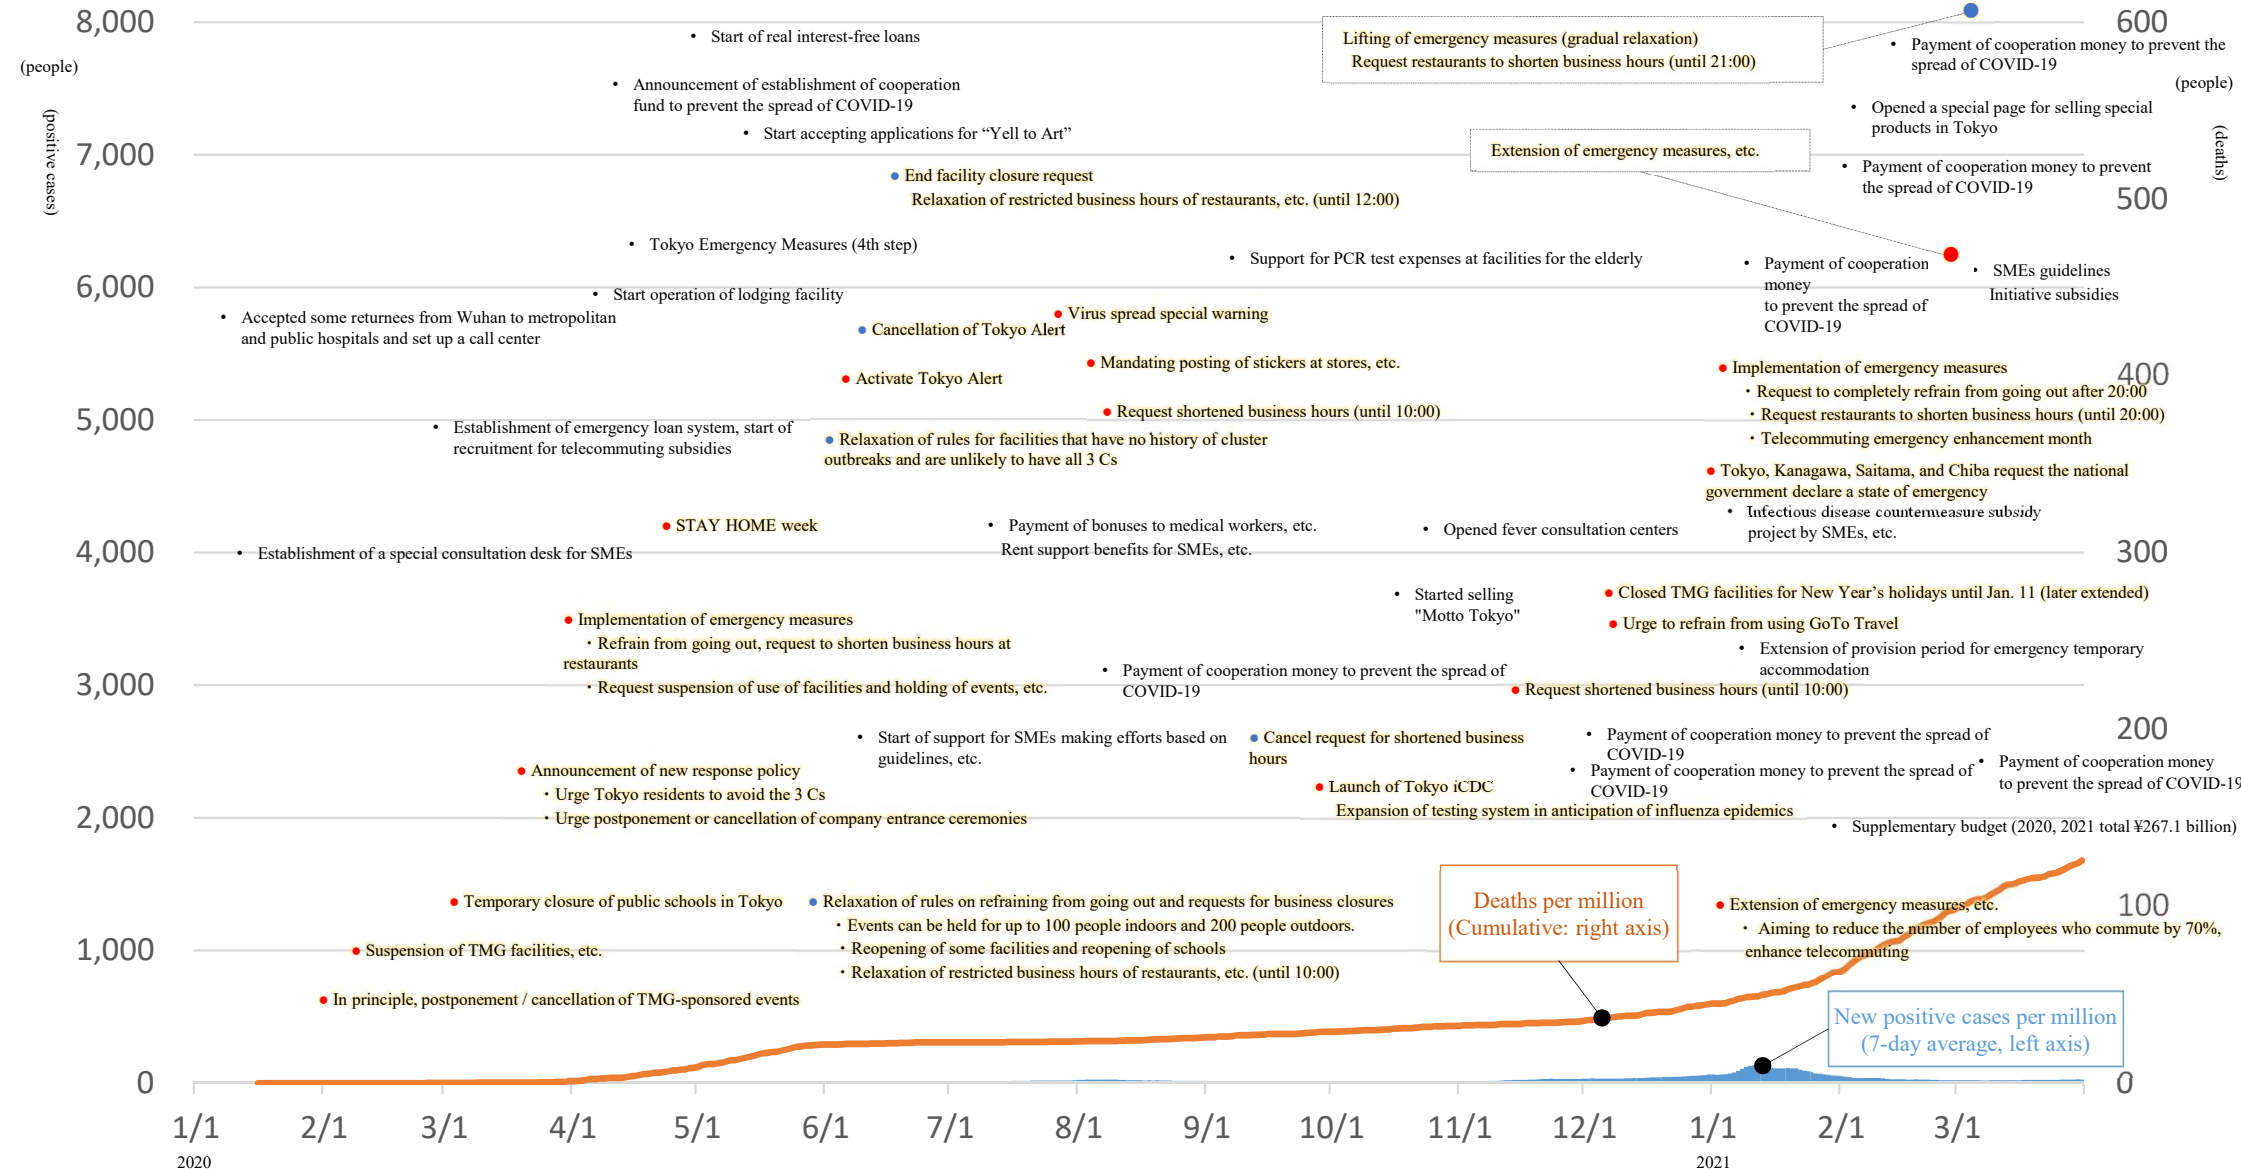 8,000
600
• Start of real interest-free loans
Lifting of emergency measures (gradual relaxation)
Request restaurants to shorten business hours (until 21:00)
• Payment of cooperation money to prevent the
spread of COVID-19
(people)
(people)
• Announcement of establishment of cooperation
fund to prevent the spread of COVID-19
• Opened a special page for selling special
products in Tokyo
(positive cases)
(deaths)
• Start accepting applications for “Yell to Art”
7,000
Extension of emergency measures, etc.
• Payment of cooperation money to prevent
the spread of COVID-19
500
• End facility closure request
Relaxation of restricted business hours of restaurants, etc. (until 12:00)
• Tokyo Emergency Measures (4th step)
• Support for PCR test expenses at facilities for the elderly
• Payment of cooperation
money
to prevent the spread of
COVID-19
• SMEs guidelines
Initiative subsidies
6,000
• Start operation of lodging facility
• Accepted some returnees from Wuhan to metropolitan
and public hospitals and set up a call center
• Virus spread special warning
• Cancellation of Tokyo Alert
• Mandating posting of stickers at stores, etc.
• Activate Tokyo Alert
• Implementation of emergency measures
400
・Request to completely refrain from going out after 20:00
・Request restaurants to shorten business hours (until 20:00)
・Telecommuting emergency enhancement month
• Request shortened business hours (until 10:00)
5,000
• Establishment of emergency loan system, start of
recruitment for telecommuting subsidies
• Relaxation of rules for facilities that have no history of cluster
outbreaks and are unlikely to have all 3 Cs
• Tokyo, Kanagawa, Saitama, and Chiba request the national
government declare a state of emergency
• Infectious disease countermeasure subsidy
project by SMEs, etc.
• STAY HOME week
• Payment of bonuses to medical workers, etc.
Rent support benefits for SMEs, etc.
• Opened fever consultation centers
4,000
• Establishment of a special consultation desk for SMEs
300
• Started selling
"Motto Tokyo"
• Closed TMG facilities for New Year’s holidays until Jan. 11 (later extended)
• Urge to refrain from using GoTo Travel
• Implementation of emergency measures
・Refrain from going out, request to shorten business hours at
restaurants
・Request suspension of use of facilities and holding of events, etc.
• Extension of provision period for emergency temporary
accommodation
• Payment of cooperation money to prevent the spread of
COVID-19
3,000
• Request shortened business hours (until 10:00)
200
• Start of support for SMEs making efforts based on
guidelines, etc.
• Cancel request for shortened business
hours
• Payment of cooperation money to prevent the spread of
COVID-19
• Payment of cooperation money to prevent the spread of
COVID-19
• Payment of cooperation money
to prevent the spread of COVID-19
• Announcement of new response policy
・Urge Tokyo residents to avoid the 3 Cs
・Urge postponement or cancellation of company entrance ceremonies
• Launch of Tokyo iCDC
Expansion of testing system in anticipation of influenza epidemics
2,000
• Supplementary budget (2020, 2021 total ¥267.1 billion)
• Temporary closure of public schools in Tokyo
• Relaxation of rules on refraining from going out and requests for business closures
・Events can be held for up to 100 people indoors and 200 people outdoors.
・Reopening of some facilities and reopening of schools
・Relaxation of restricted business hours of restaurants, etc. (until 10:00)
Deaths per million
(Cumulative: right axis)
• Extension of emergency measures, etc.
・ Aiming to reduce the number of employees who commute by 70%,
enhance telecommuting
100
1,000
• Suspension of TMG facilities, etc.
• In principle, postponement / cancellation of TMG-sponsored events
New positive cases per million
(7-day average, left axis)
0
0
1/1 2/1 3/1 4/1 5/1 6/1 7/1 8/1 9/1 10/1 11/1 12/1 1/1 2/1 3/1
2020 2021